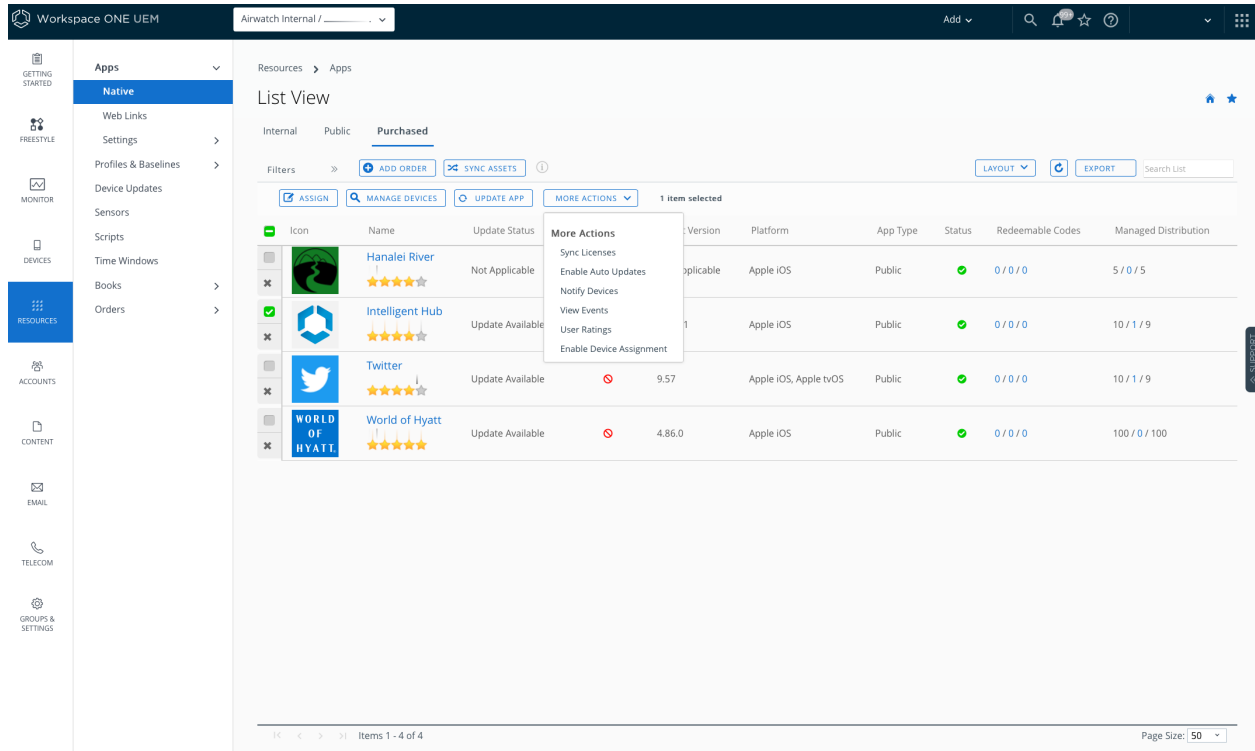 Workspace ONE UEM
Airwatch Internal /
Add
99+
GETTING STARTED
FREESTYLE
MONITOR
DEVICES
RESOURCES
ACCOUNTS
CONTENT
EMAIL
TELECOM
GROUPS & SETTINGS
Apps
Native
Web Links
Settings
Profiles & Baselines
Device Updates
Sensors
Scripts
Time Windows
Books
Orders
Resources > Apps
List View
Internal Public Purchased
Filters » ADD ORDER SYNC ASSETS LAYOUT EXPORT Search List
ASSIGN MANAGE DEVICES UPDATE APP MORE ACTIONS 1 item selected
More Actions
Sync Licenses
Enable Auto Updates
Notify Devices
View Events
User Ratings
Enable Device Assignment
Icon Name Update Status Version Platform App Type Status Redeemable Codes Managed Distribution
Hanalei River Not Applicable Apple iOS Public 0 / 0 / 0 5 / 0 / 5
Intelligent Hub Update Available 1 Apple iOS Public 0 / 0 / 0 10 / 1 / 9
Twitter Update Available 9.57 Apple iOS, Apple tvOS Public 0 / 0 / 0 10 / 1 / 9
WORLD OF HYATT. World of Hyatt Update Available 4.86.0 Apple iOS Public 0 / 0 / 0 100 / 0 / 100
SUPPORT
Items 1 - 4 of 4
Page Size: 50